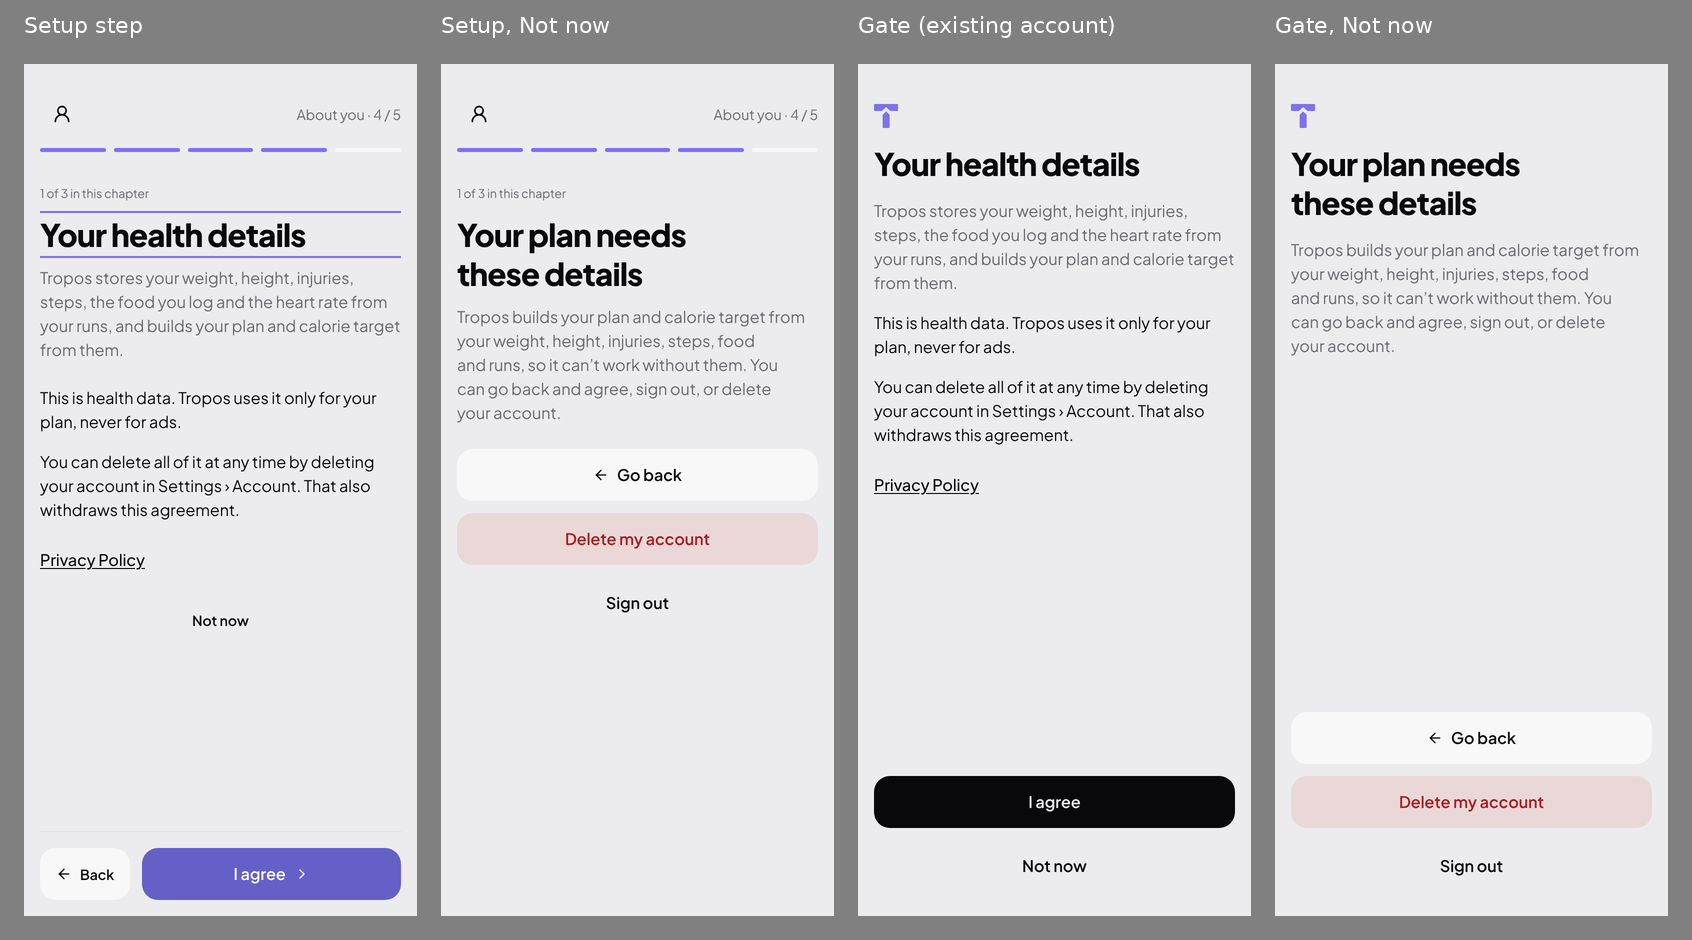 Setup step
About you · 4 / 5
1 of 3 in this chapter
Your health details
Tropos stores your weight, height, injuries,
steps, the food you log and the heart rate from
your runs, and builds your plan and calorie target
from them.
This is health data. Tropos uses it only for your
plan, never for ads.
You can delete all of it at any time by deleting
your account in Settings › Account. That also
withdraws this agreement.
Privacy Policy
Not now
Back
I agree
Setup, Not now
About you · 4 / 5
1 of 3 in this chapter
Your plan needs
these details
Tropos builds your plan and calorie target from
your weight, height, injuries, steps, food
and runs, so it can’t work without them. You
can go back and agree, sign out, or delete
your account.
Go back
Delete my account
Sign out
Gate (existing account)
Your health details
Tropos stores your weight, height, injuries,
steps, the food you log and the heart rate from
your runs, and builds your plan and calorie target
from them.
This is health data. Tropos uses it only for your
plan, never for ads.
You can delete all of it at any time by deleting
your account in Settings › Account. That also
withdraws this agreement.
Privacy Policy
I agree
Not now
Gate, Not now
Your plan needs
these details
Tropos builds your plan and calorie target from
your weight, height, injuries, steps, food
and runs, so it can’t work without them. You
can go back and agree, sign out, or delete
your account.
Go back
Delete my account
Sign out